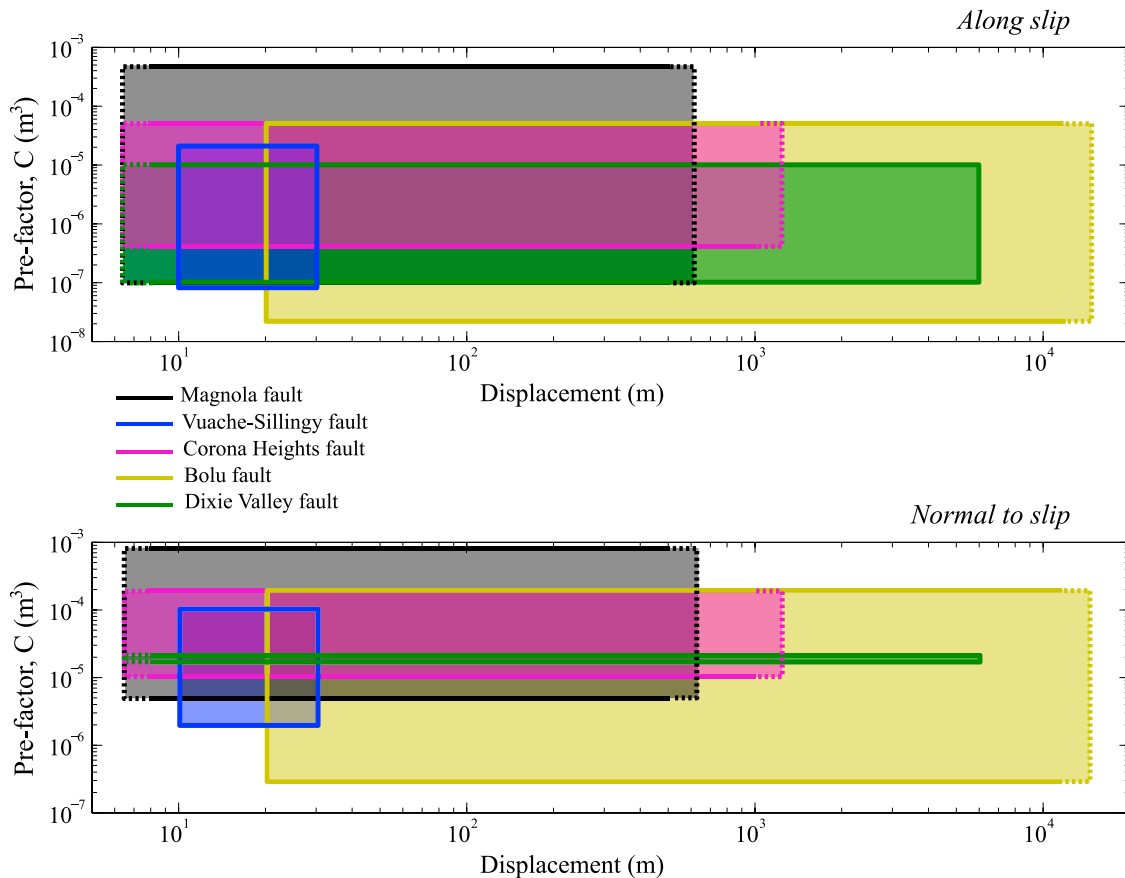 Along slip
10⁻³
10⁻⁴
10⁻⁵
10⁻⁶
10⁻⁷
10⁻⁸
Pre-factor, C (m³)
10¹ 10² 10³ 10⁴
Displacement (m)
Magnola fault
Vuache-Sillingy fault
Corona Heights fault
Bolu fault
Dixie Valley fault
Normal to slip
10⁻³
10⁻⁴
10⁻⁵
10⁻⁶
10⁻⁷
Pre-factor, C (m³)
10¹ 10² 10³ 10⁴
Displacement (m)